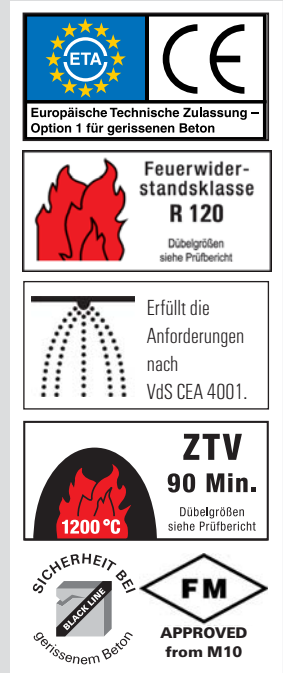 ETA
CE
Europäische Technische Zulassung –
Option 1 für gerissenen Beton
Feuerwider-
standsklasse
R 120
Dübelgrößen
siehe Prüfbericht
Erfüllt die
Anforderungen
nach
VdS CEA 4001.
ZTV
90 Min.
1200 °C
Dübelgrößen
siehe Prüfbericht
SICHERHEIT BEI
BLACK LINE
gerissenem Beton
FM
APPROVED
from M10